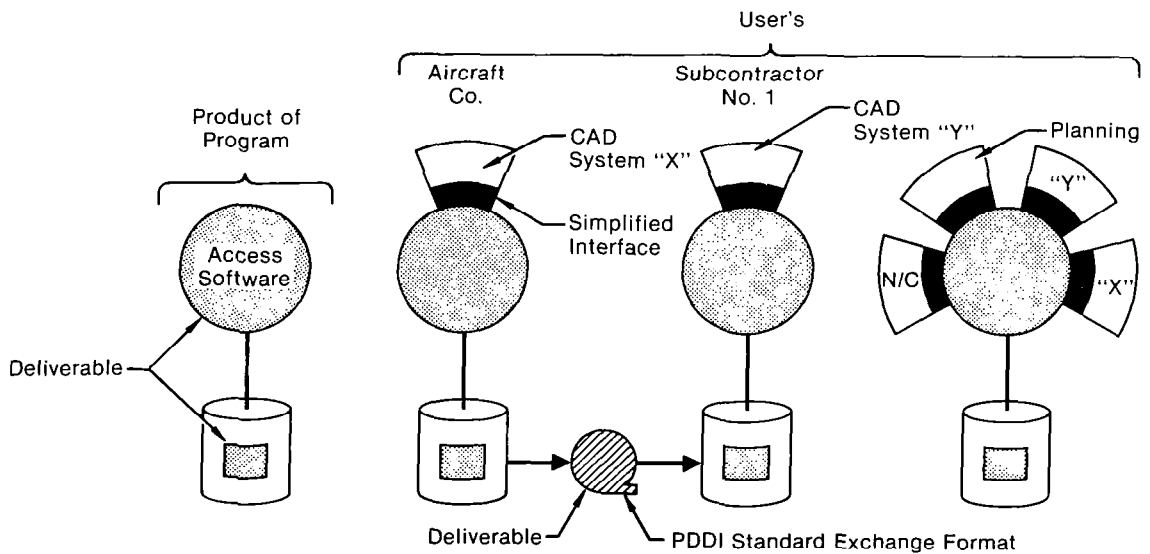 User's
Aircraft
Co.
Subcontractor
No. 1
Product of
Program
CAD
System "X"
CAD
System "Y"
Planning
"Y"
Simplified
Interface
Access
Software
N/C
"X"
Deliverable
Deliverable
PDDI Standard Exchange Format